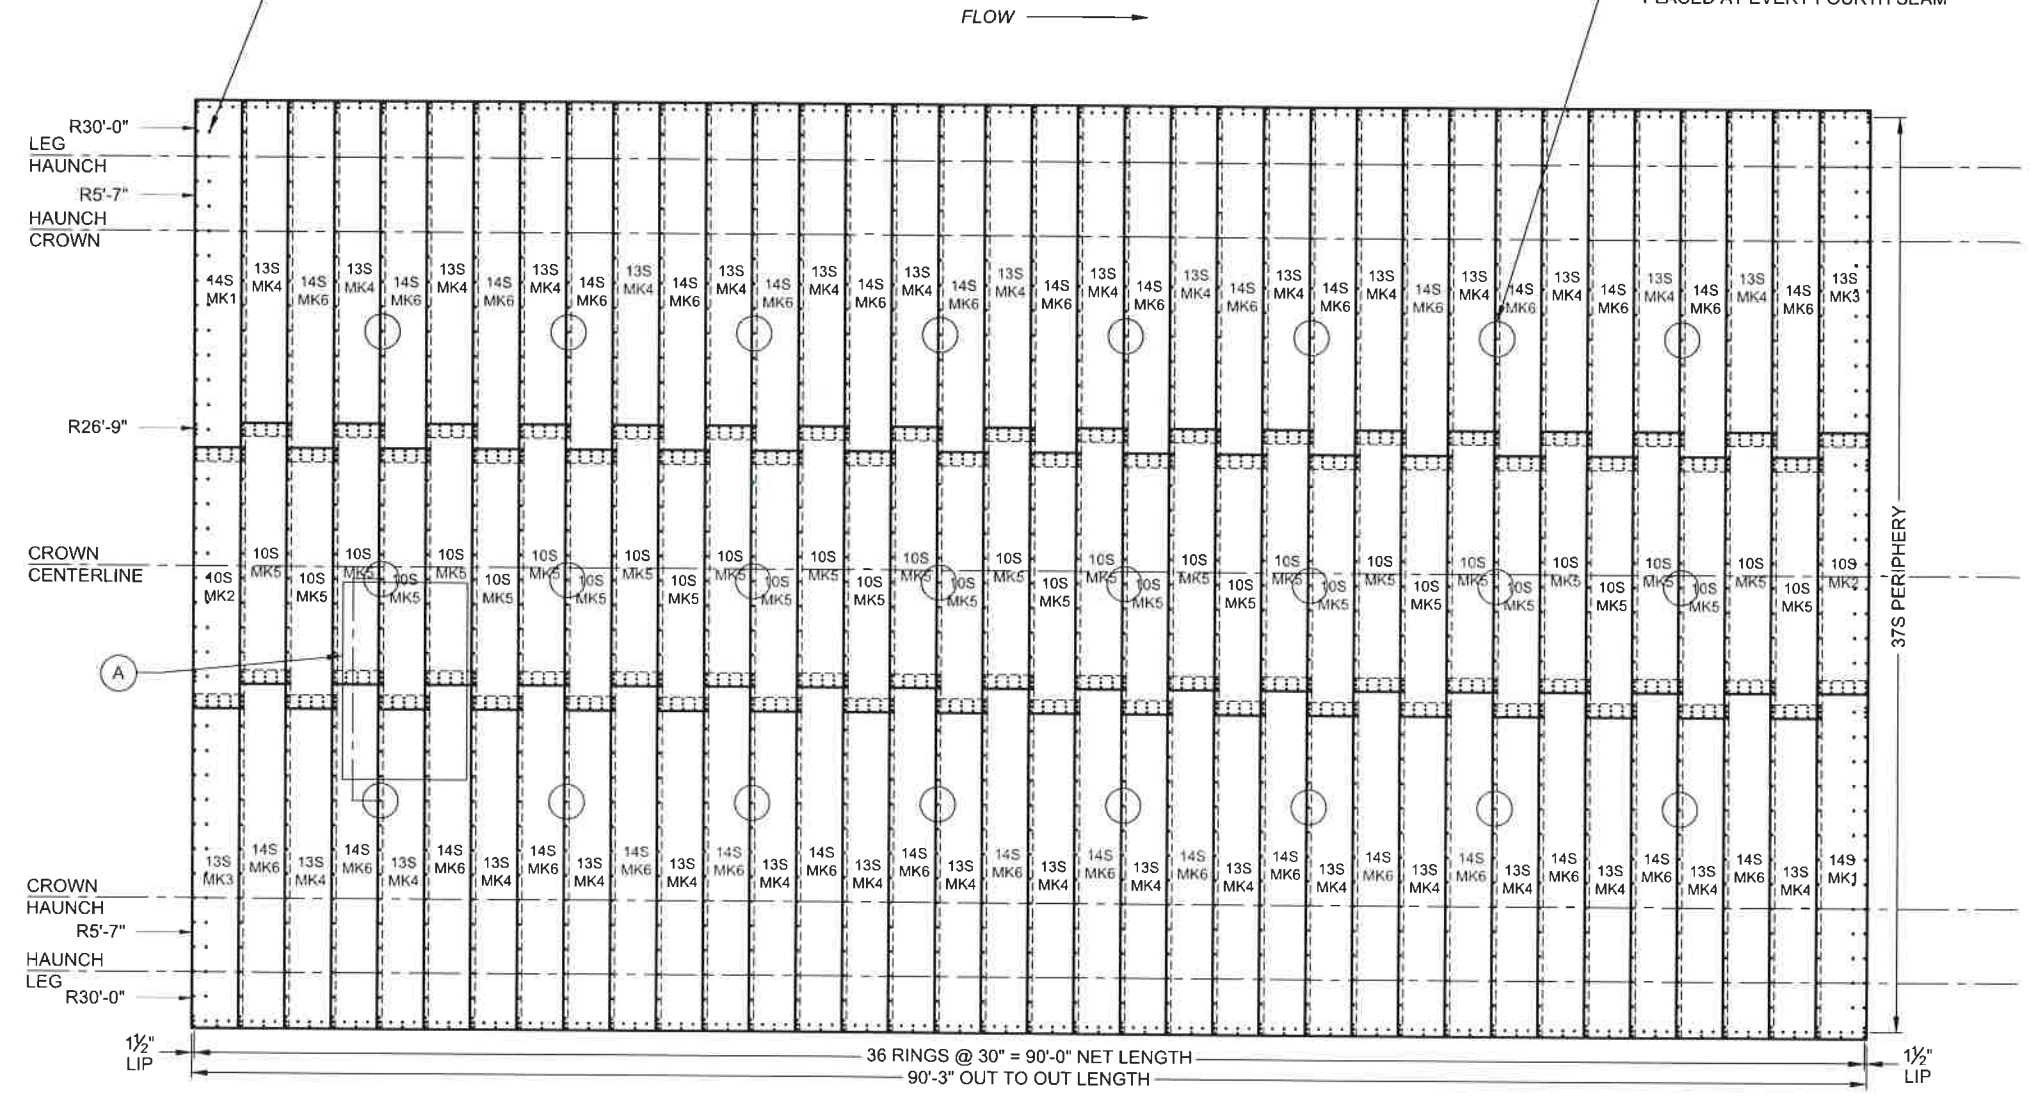 FLOW
R30'-0"
LEG
HAUNCH
R5'-7"
HAUNCH
CROWN
14S 13S 14S 13S 14S 13S 14S 13S 14S 13S 14S 13S 14S 13S 14S 13S 14S 13S 14S 13S 14S 13S 14S 13S 14S 13S 14S 13S 14S 13S 14S 13S 14S 13S 14S 13S
MK1 MK4 MK6 MK4 MK6 MK4 MK6 MK4 MK6 MK4 MK6 MK4 MK6 MK4 MK6 MK4 MK6 MK4 MK6 MK4 MK6 MK4 MK6 MK4 MK6 MK4 MK6 MK4 MK6 MK4 MK6 MK4 MK6 MK4 MK6 MK3
R26'-9"
CROWN
CENTERLINE
10S 10S 10S 10S 10S 10S 10S 10S 10S 10S 10S 10S 10S 10S 10S 10S 10S 10S 10S 10S 10S 10S 10S 10S 10S 10S 10S 10S 10S 10S 10S 10S 10S 10S 10S 10S
MK2 MK5 MK5 MK5 MK5 MK5 MK5 MK5 MK5 MK5 MK5 MK5 MK5 MK5 MK5 MK5 MK5 MK5 MK5 MK5 MK5 MK5 MK5 MK5 MK5 MK5 MK5 MK5 MK5 MK5 MK5 MK5 MK5 MK5 MK5 MK2
37S PERIPHERY
A
13S 14S 13S 14S 13S 14S 13S 14S 13S 14S 13S 14S 13S 14S 13S 14S 13S 14S 13S 14S 13S 14S 13S 14S 13S 14S 13S 14S 13S 14S 13S 14S 13S 14S 13S 14S
MK3 MK6 MK4 MK6 MK4 MK6 MK4 MK6 MK4 MK6 MK4 MK6 MK4 MK6 MK4 MK6 MK4 MK6 MK4 MK6 MK4 MK6 MK4 MK6 MK4 MK6 MK4 MK6 MK4 MK6 MK4 MK6 MK4 MK6 MK4 MK1
CROWN
HAUNCH
R5'-7"
HAUNCH
LEG
R30'-0"
1½"
LIP
36 RINGS @ 30" = 90'-0" NET LENGTH
90'-3" OUT TO OUT LENGTH
1½"
LIP